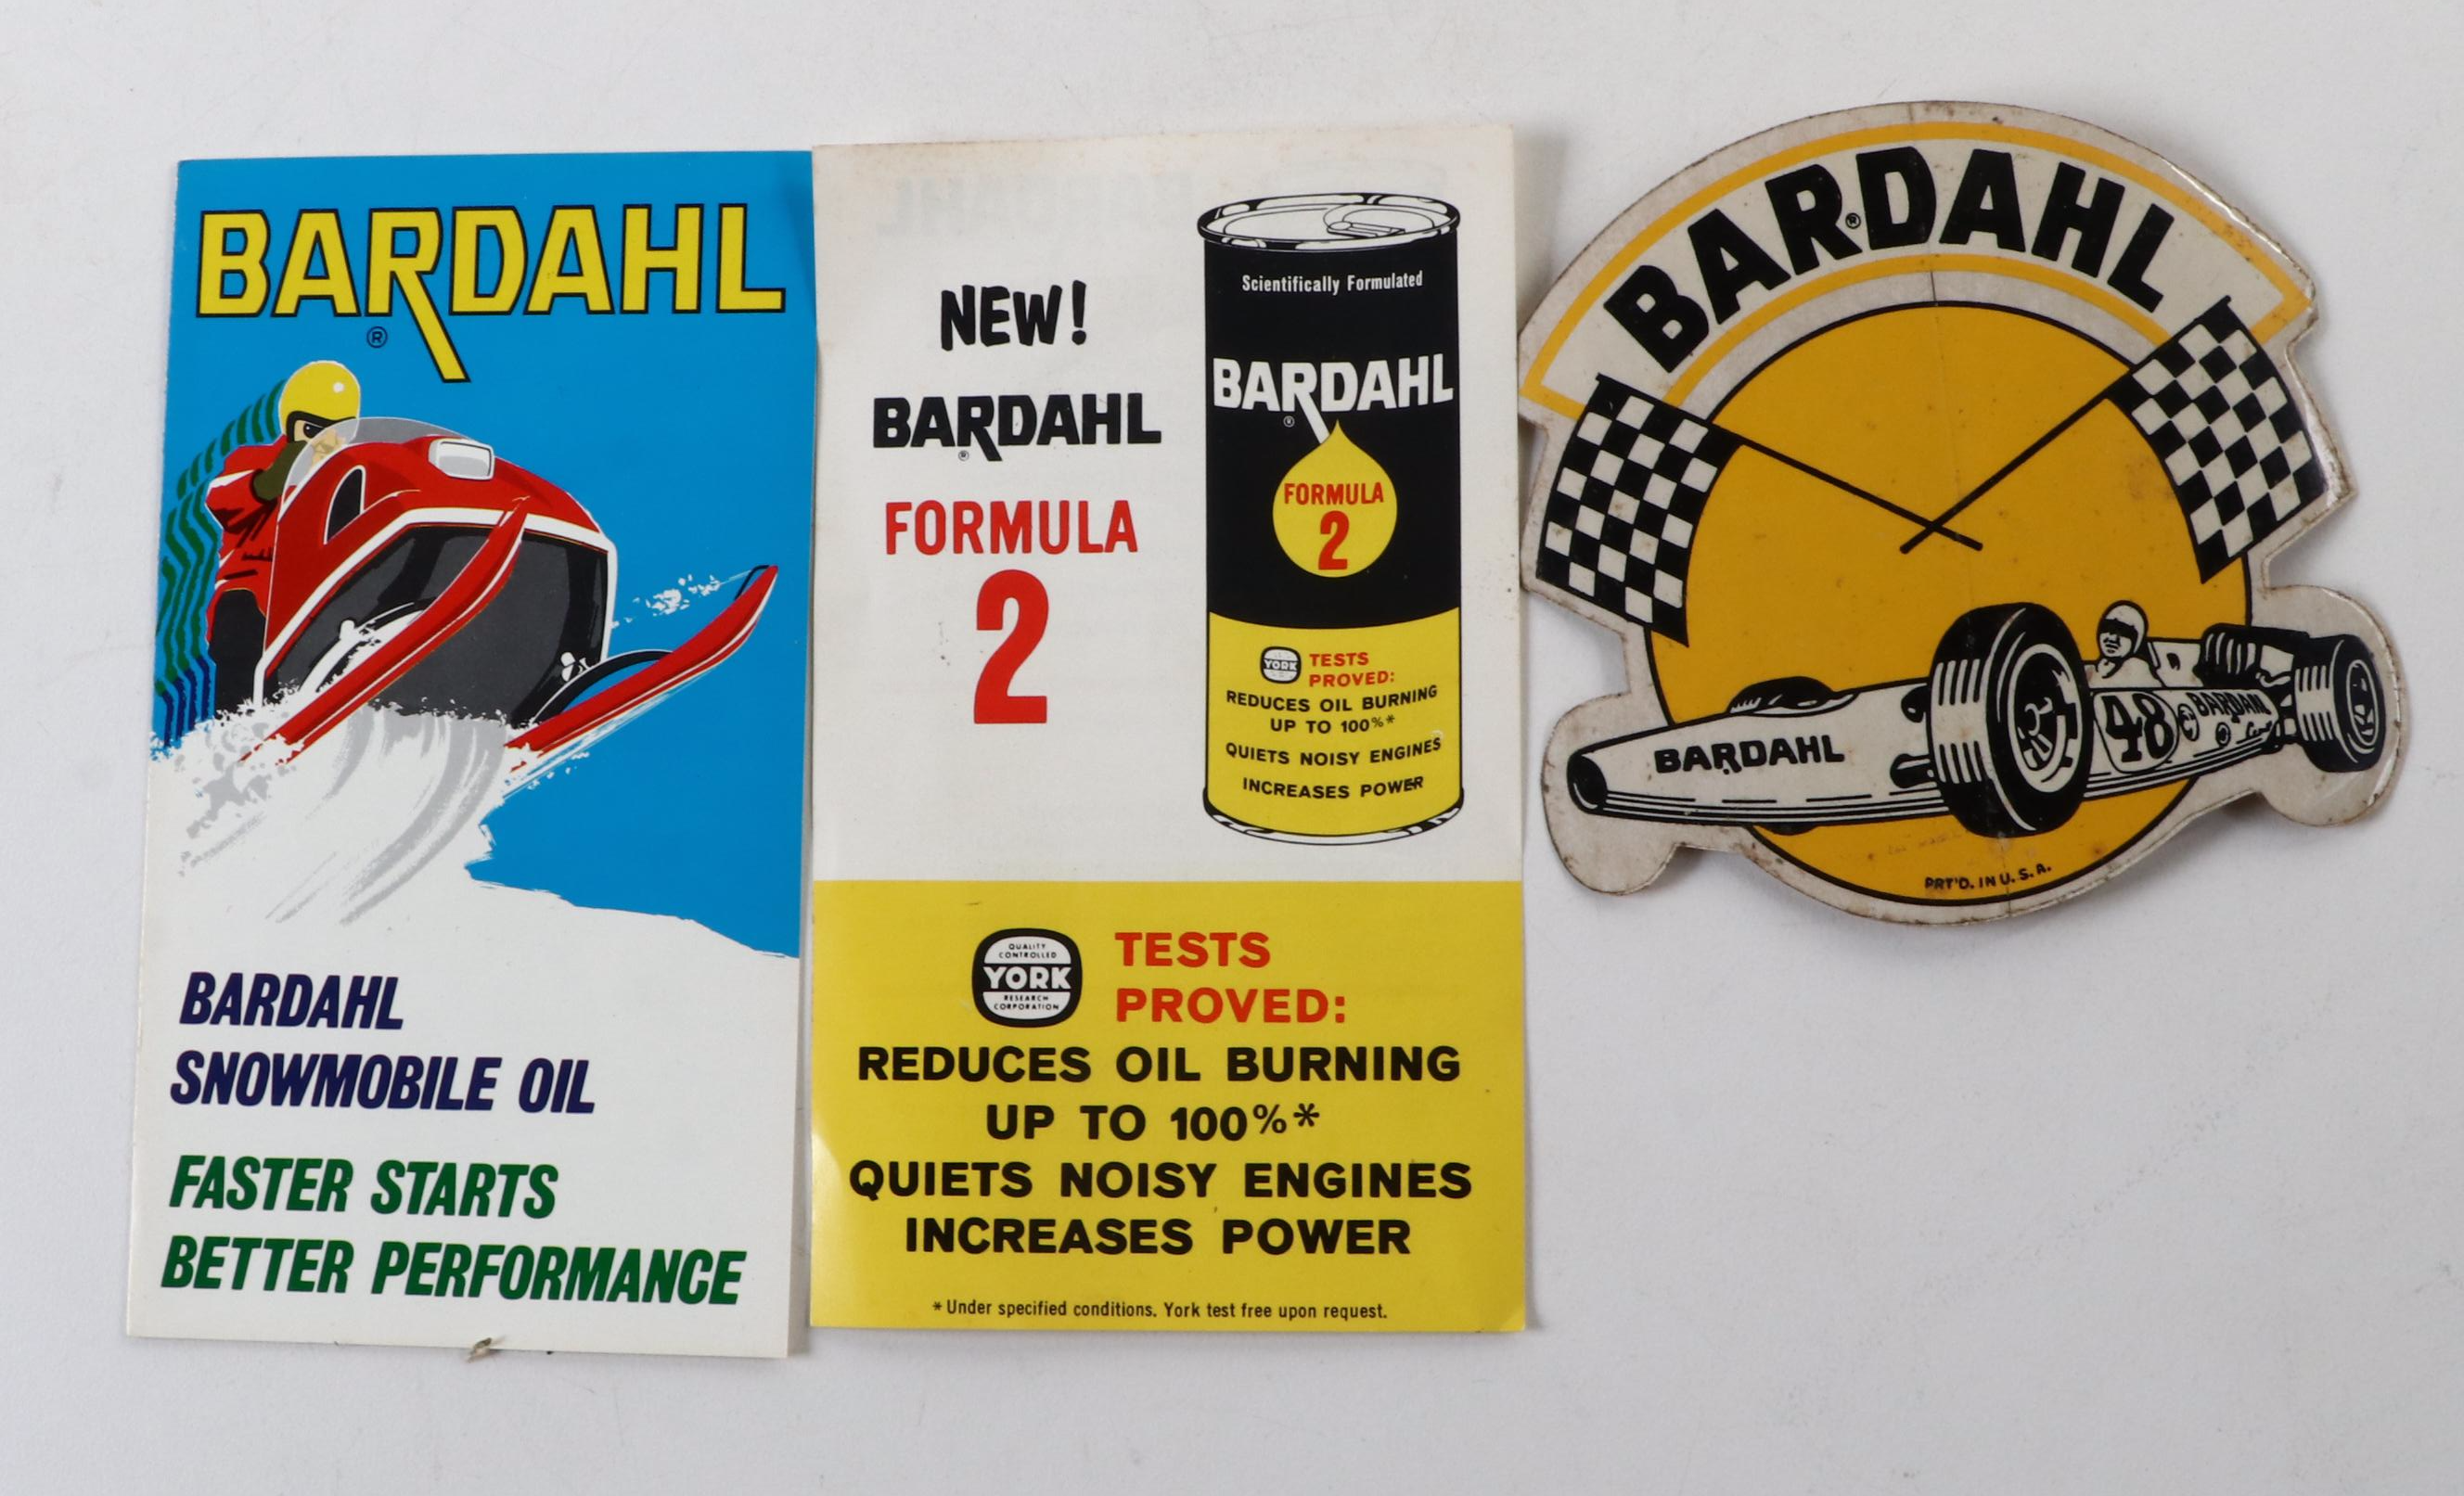 BARDAHL
®
BARDAHL
SNOWMOBILE OIL
FASTER STARTS
BETTER PERFORMANCE
NEW!
BARDAHL
®
FORMULA
2
Scientifically Formulated
BARDAHL
®
FORMULA
2
YORK
TESTS
PROVED:
REDUCES OIL BURNING
UP TO 100%*
QUIETS NOISY ENGINES
INCREASES POWER
QUALITY
CONTROLLED
YORK
RESEARCH
CORPORATION
TESTS
PROVED:
REDUCES OIL BURNING
UP TO 100%*
QUIETS NOISY ENGINES
INCREASES POWER
* Under specified conditions. York test free upon request.
BARDAHL
®
BARDAHL
48
BARDAHL
PRT'D. IN U.S.A.